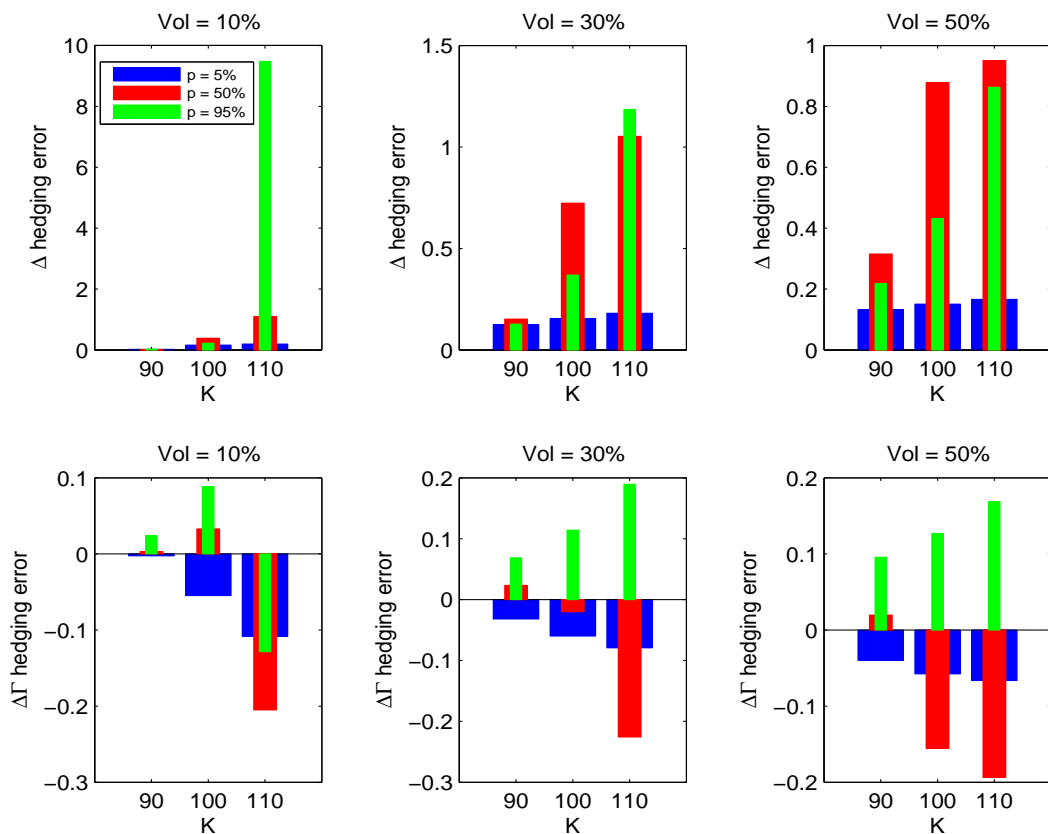 Vol = 10%
10
8
6
4
2
0
Δ hedging error
p = 5%
p = 50%
p = 95%
90
100
110
K
Vol = 30%
1.5
1
0.5
0
Δ hedging error
90
100
110
K
Vol = 50%
1
0.8
0.6
0.4
0.2
0
Δ hedging error
90
100
110
K
Vol = 10%
0.1
0
−0.1
−0.2
−0.3
ΔΓ hedging error
90
100
110
K
Vol = 30%
0.2
0.1
0
−0.1
−0.2
−0.3
ΔΓ hedging error
90
100
110
K
Vol = 50%
0.2
0.1
0
−0.1
−0.2
ΔΓ hedging error
90
100
110
K